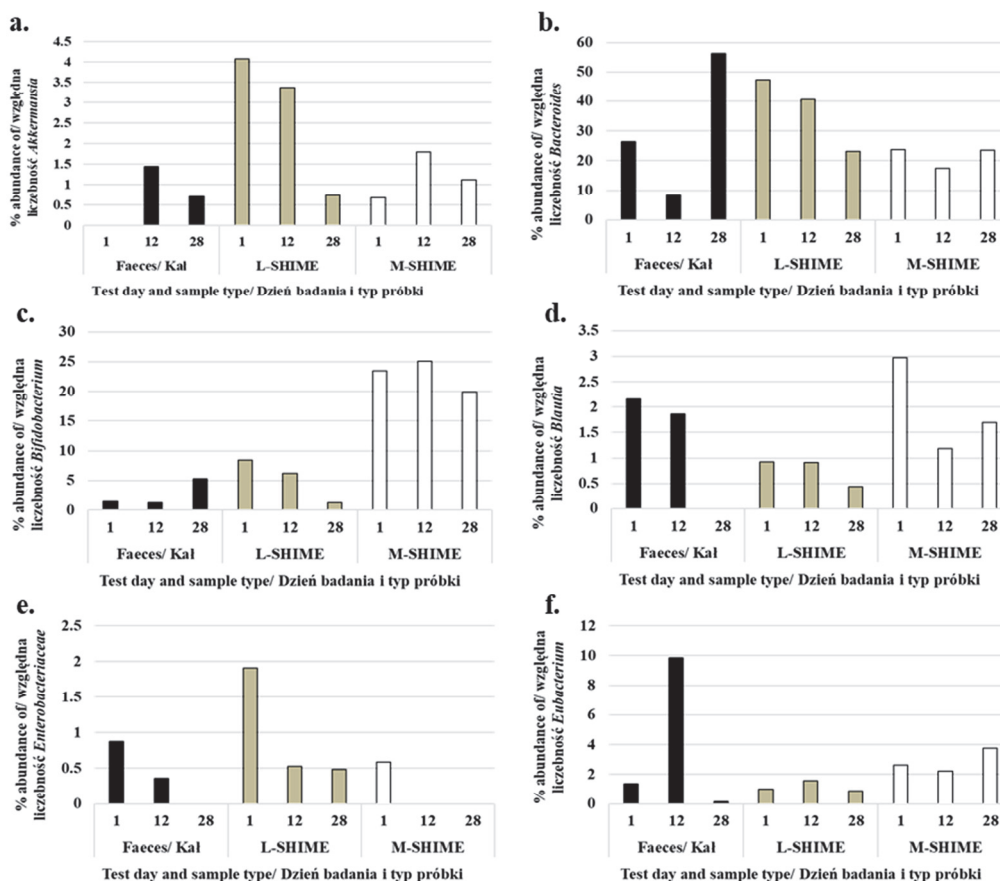 a.
% abundance of/ względna
liczebność Akkermansia
4.5
4
3.5
3
2.5
2
1.5
1
0.5
0
1 12 28 1 12 28 1 12 28
Faeces/ Kał L-SHIME M-SHIME
Test day and sample type/ Dzień badania i typ próbki
b.
% abundance of/ względna
liczebność Bacteroides
60
50
40
30
20
10
0
1 12 28 1 12 28 1 12 28
Faeces/ Kał L-SHIME M-SHIME
Test day and sample type/ Dzień badania i typ próbki
c.
% abundance of/ względna
liczebność Bifidobacterium
30
25
20
15
10
5
0
1 12 28 1 12 28 1 12 28
Faeces/ Kał L-SHIME M-SHIME
Test day and sample type/ Dzień badania i typ próbki
d.
% abundance of/ względna
liczebność Blautia
3.5
3
2.5
2
1.5
1
0.5
0
1 12 28 1 12 28 1 12 28
Faeces/ Kał L-SHIME M-SHIME
Test day and sample type/ Dzień badania i typ próbki
e.
% abundance of/ względna
liczebność Enterobacteriaceae
2.5
2
1.5
1
0.5
0
1 12 28 1 12 28 1 12 28
Faeces/ Kał L-SHIME M-SHIME
Test day and sample type/ Dzień badania i typ próbki
f.
% abundance of/ względna
liczebność Eubacterium
12
10
8
6
4
2
0
1 12 28 1 12 28 1 12 28
Faeces/ Kał L-SHIME M-SHIME
Test day and sample type/ Dzień badania i typ próbki